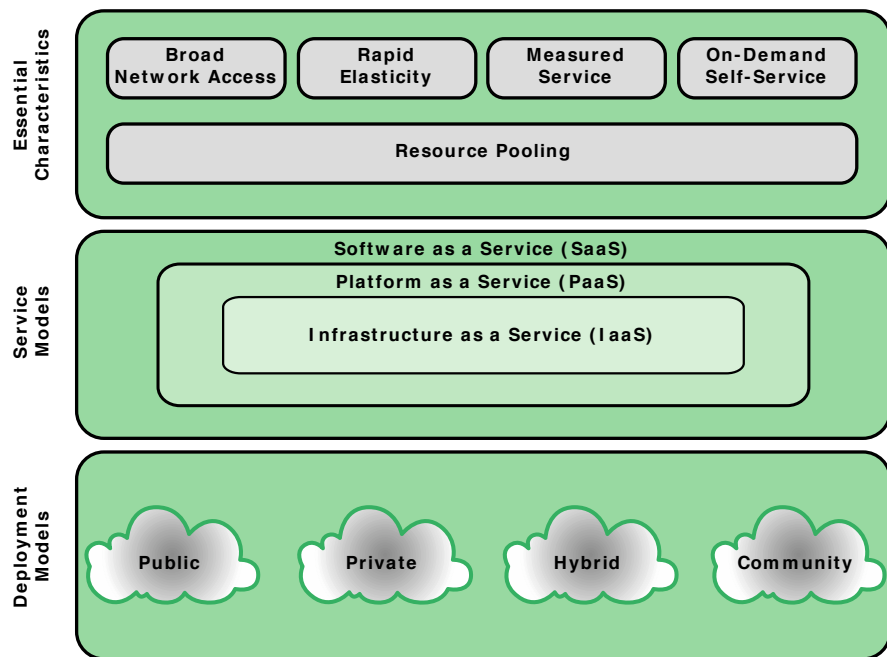 Essential
Characteristics
Broad
Network Access
Rapid
Elasticity
Measured
Service
On-Demand
Self-Service
Resource Pooling
Service
Models
Software as a Service (SaaS)
Platform as a Service (PaaS)
Infrastructure as a Service (IaaS)
Deployment
Models
Public
Private
Hybrid
Community